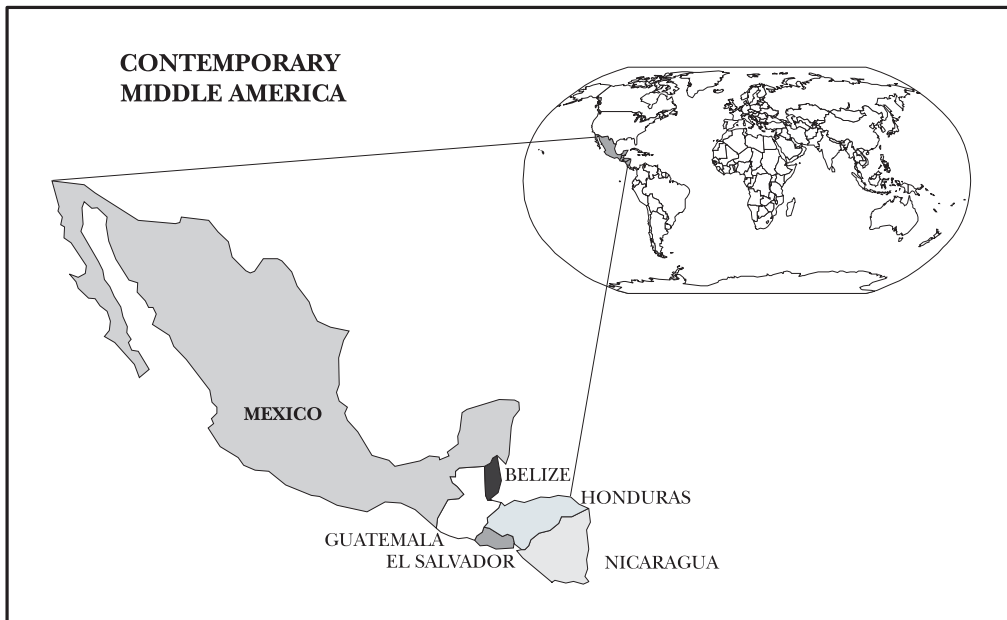 CONTEMPORARY
MIDDLE AMERICA
MEXICO
BELIZE
HONDURAS
GUATEMALA
EL SALVADOR
NICARAGUA